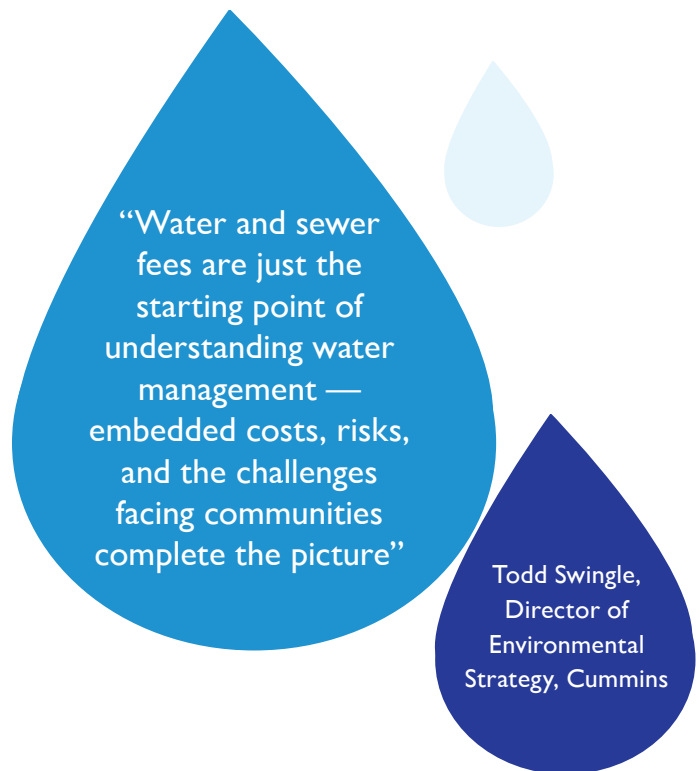 “Water and sewer
fees are just the
starting point of
understanding water
management —
embedded costs, risks,
and the challenges
facing communities
complete the picture”
Todd Swingle,
Director of
Environmental
Strategy, Cummins